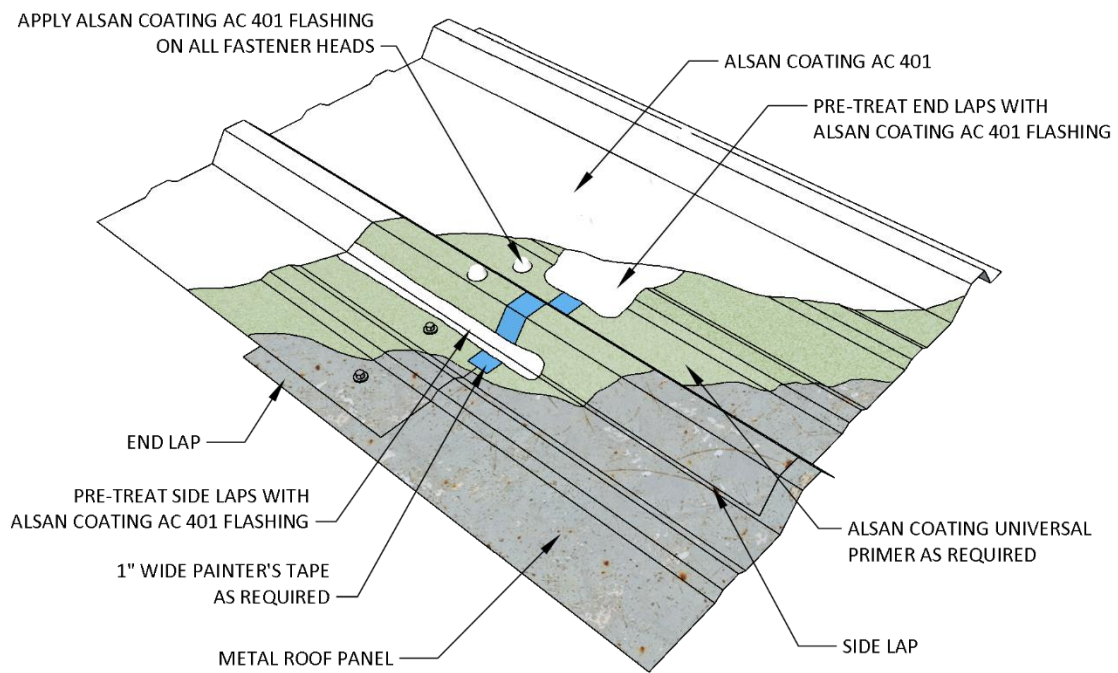 APPLY ALSAN COATING AC 401 FLASHING
ON ALL FASTENER HEADS
ALSAN COATING AC 401
PRE-TREAT END LAPS WITH
ALSAN COATING AC 401 FLASHING
END LAP
PRE-TREAT SIDE LAPS WITH
ALSAN COATING AC 401 FLASHING
1" WIDE PAINTER'S TAPE
AS REQUIRED
METAL ROOF PANEL
ALSAN COATING UNIVERSAL
PRIMER AS REQUIRED
SIDE LAP